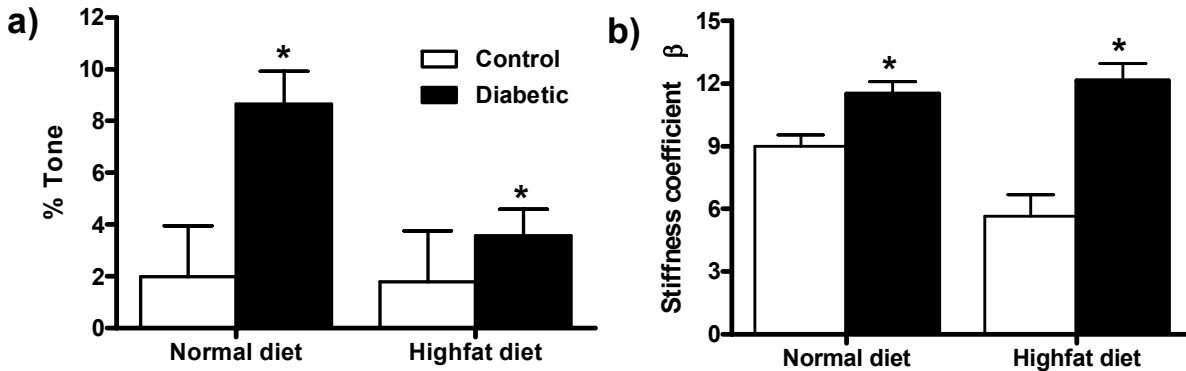 a)
% Tone
12
10
8
6
4
2
0
*
*
Control
Diabetic
Normal diet
Highfat diet
b)
Stiffness coefficient β
15
12
9
6
3
0
*
*
Normal diet
Highfat diet